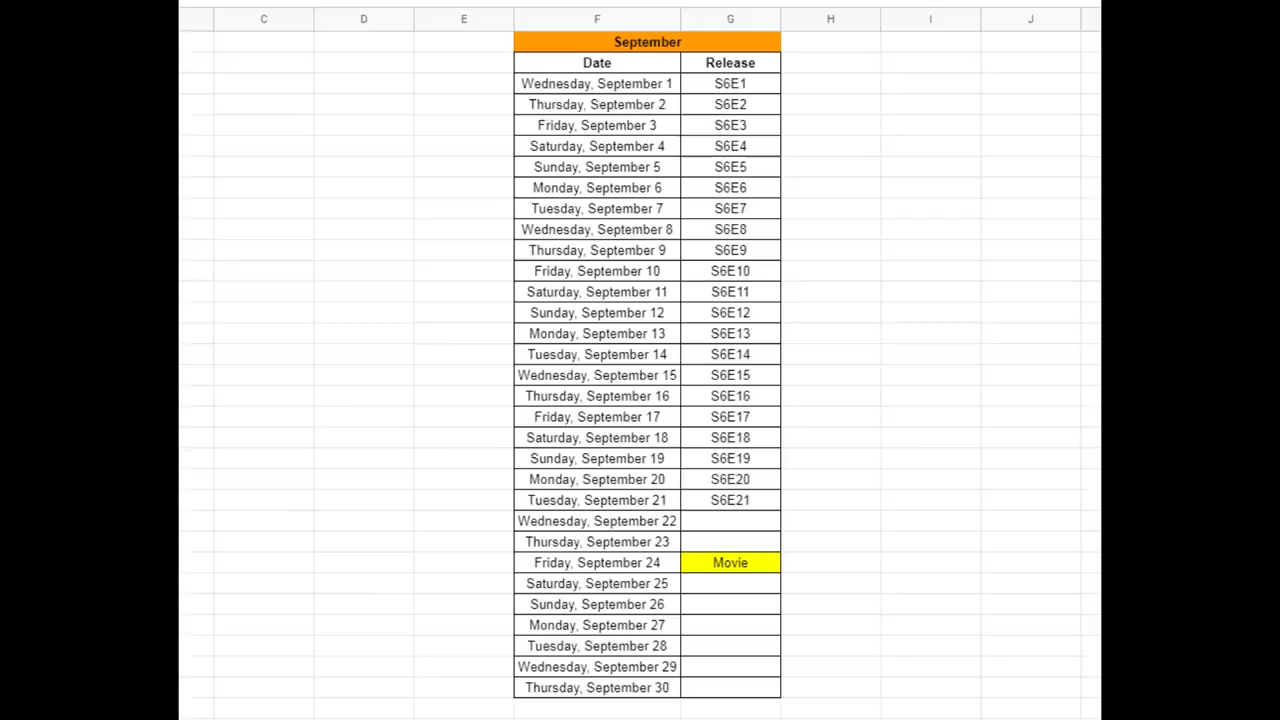 C D E F G H I J
September
Date Release
Wednesday, September 1 S6E1
Thursday, September 2 S6E2
Friday, September 3 S6E3
Saturday, September 4 S6E4
Sunday, September 5 S6E5
Monday, September 6 S6E6
Tuesday, September 7 S6E7
Wednesday, September 8 S6E8
Thursday, September 9 S6E9
Friday, September 10 S6E10
Saturday, September 11 S6E11
Sunday, September 12 S6E12
Monday, September 13 S6E13
Tuesday, September 14 S6E14
Wednesday, September 15 S6E15
Thursday, September 16 S6E16
Friday, September 17 S6E17
Saturday, September 18 S6E18
Sunday, September 19 S6E19
Monday, September 20 S6E20
Tuesday, September 21 S6E21
Wednesday, September 22
Thursday, September 23
Friday, September 24 Movie
Saturday, September 25
Sunday, September 26
Monday, September 27
Tuesday, September 28
Wednesday, September 29
Thursday, September 30